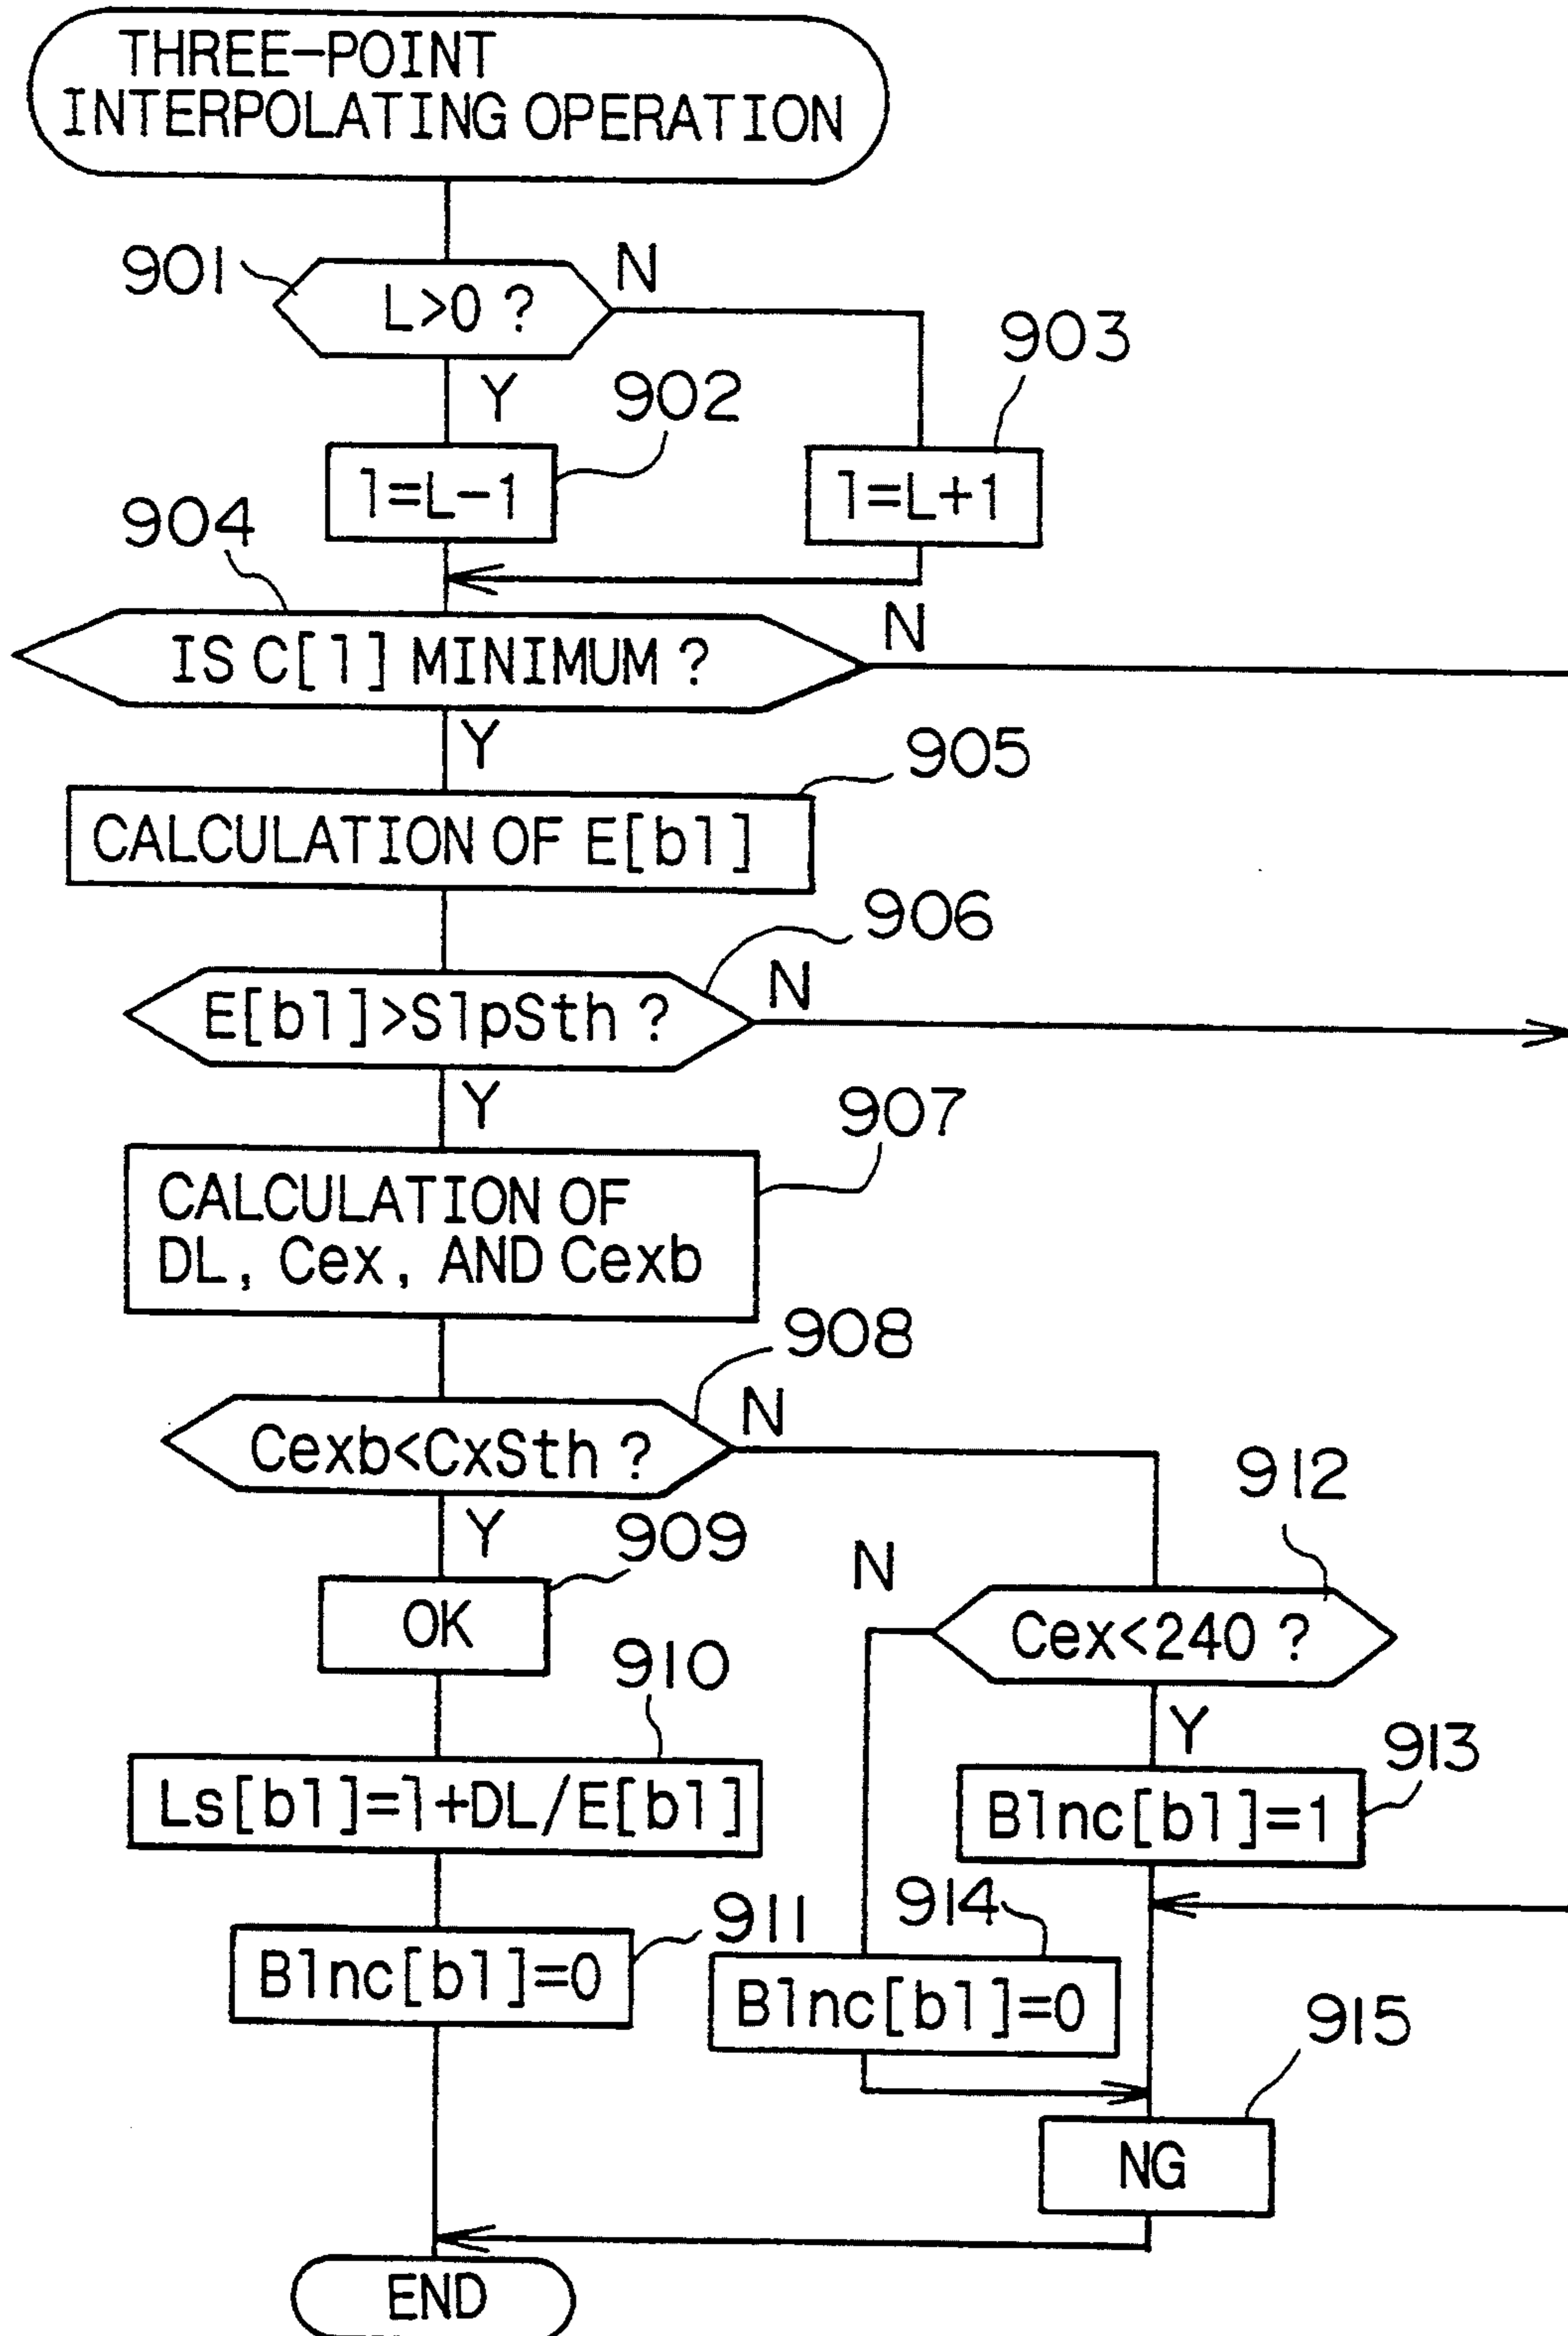 THREE-POINT
INTERPOLATING OPERATION
901
L>0 ?
N
903
Y
902
l=L-1
l=L+1
904
IS C[l] MINIMUM ?
N
Y
905
CALCULATION OF E[bl]
906
E[bl]>SlpSth ?
N
Y
907
CALCULATION OF
DL, Cex, AND Cexb
908
Cexb<CxSth ?
N
912
Y
909
N
OK
Cex<240 ?
910
Y
913
Ls[bl]=l+DL/E[bl]
Blnc[bl]=1
911
914
Blnc[bl]=0
Blnc[bl]=0
915
NG
END